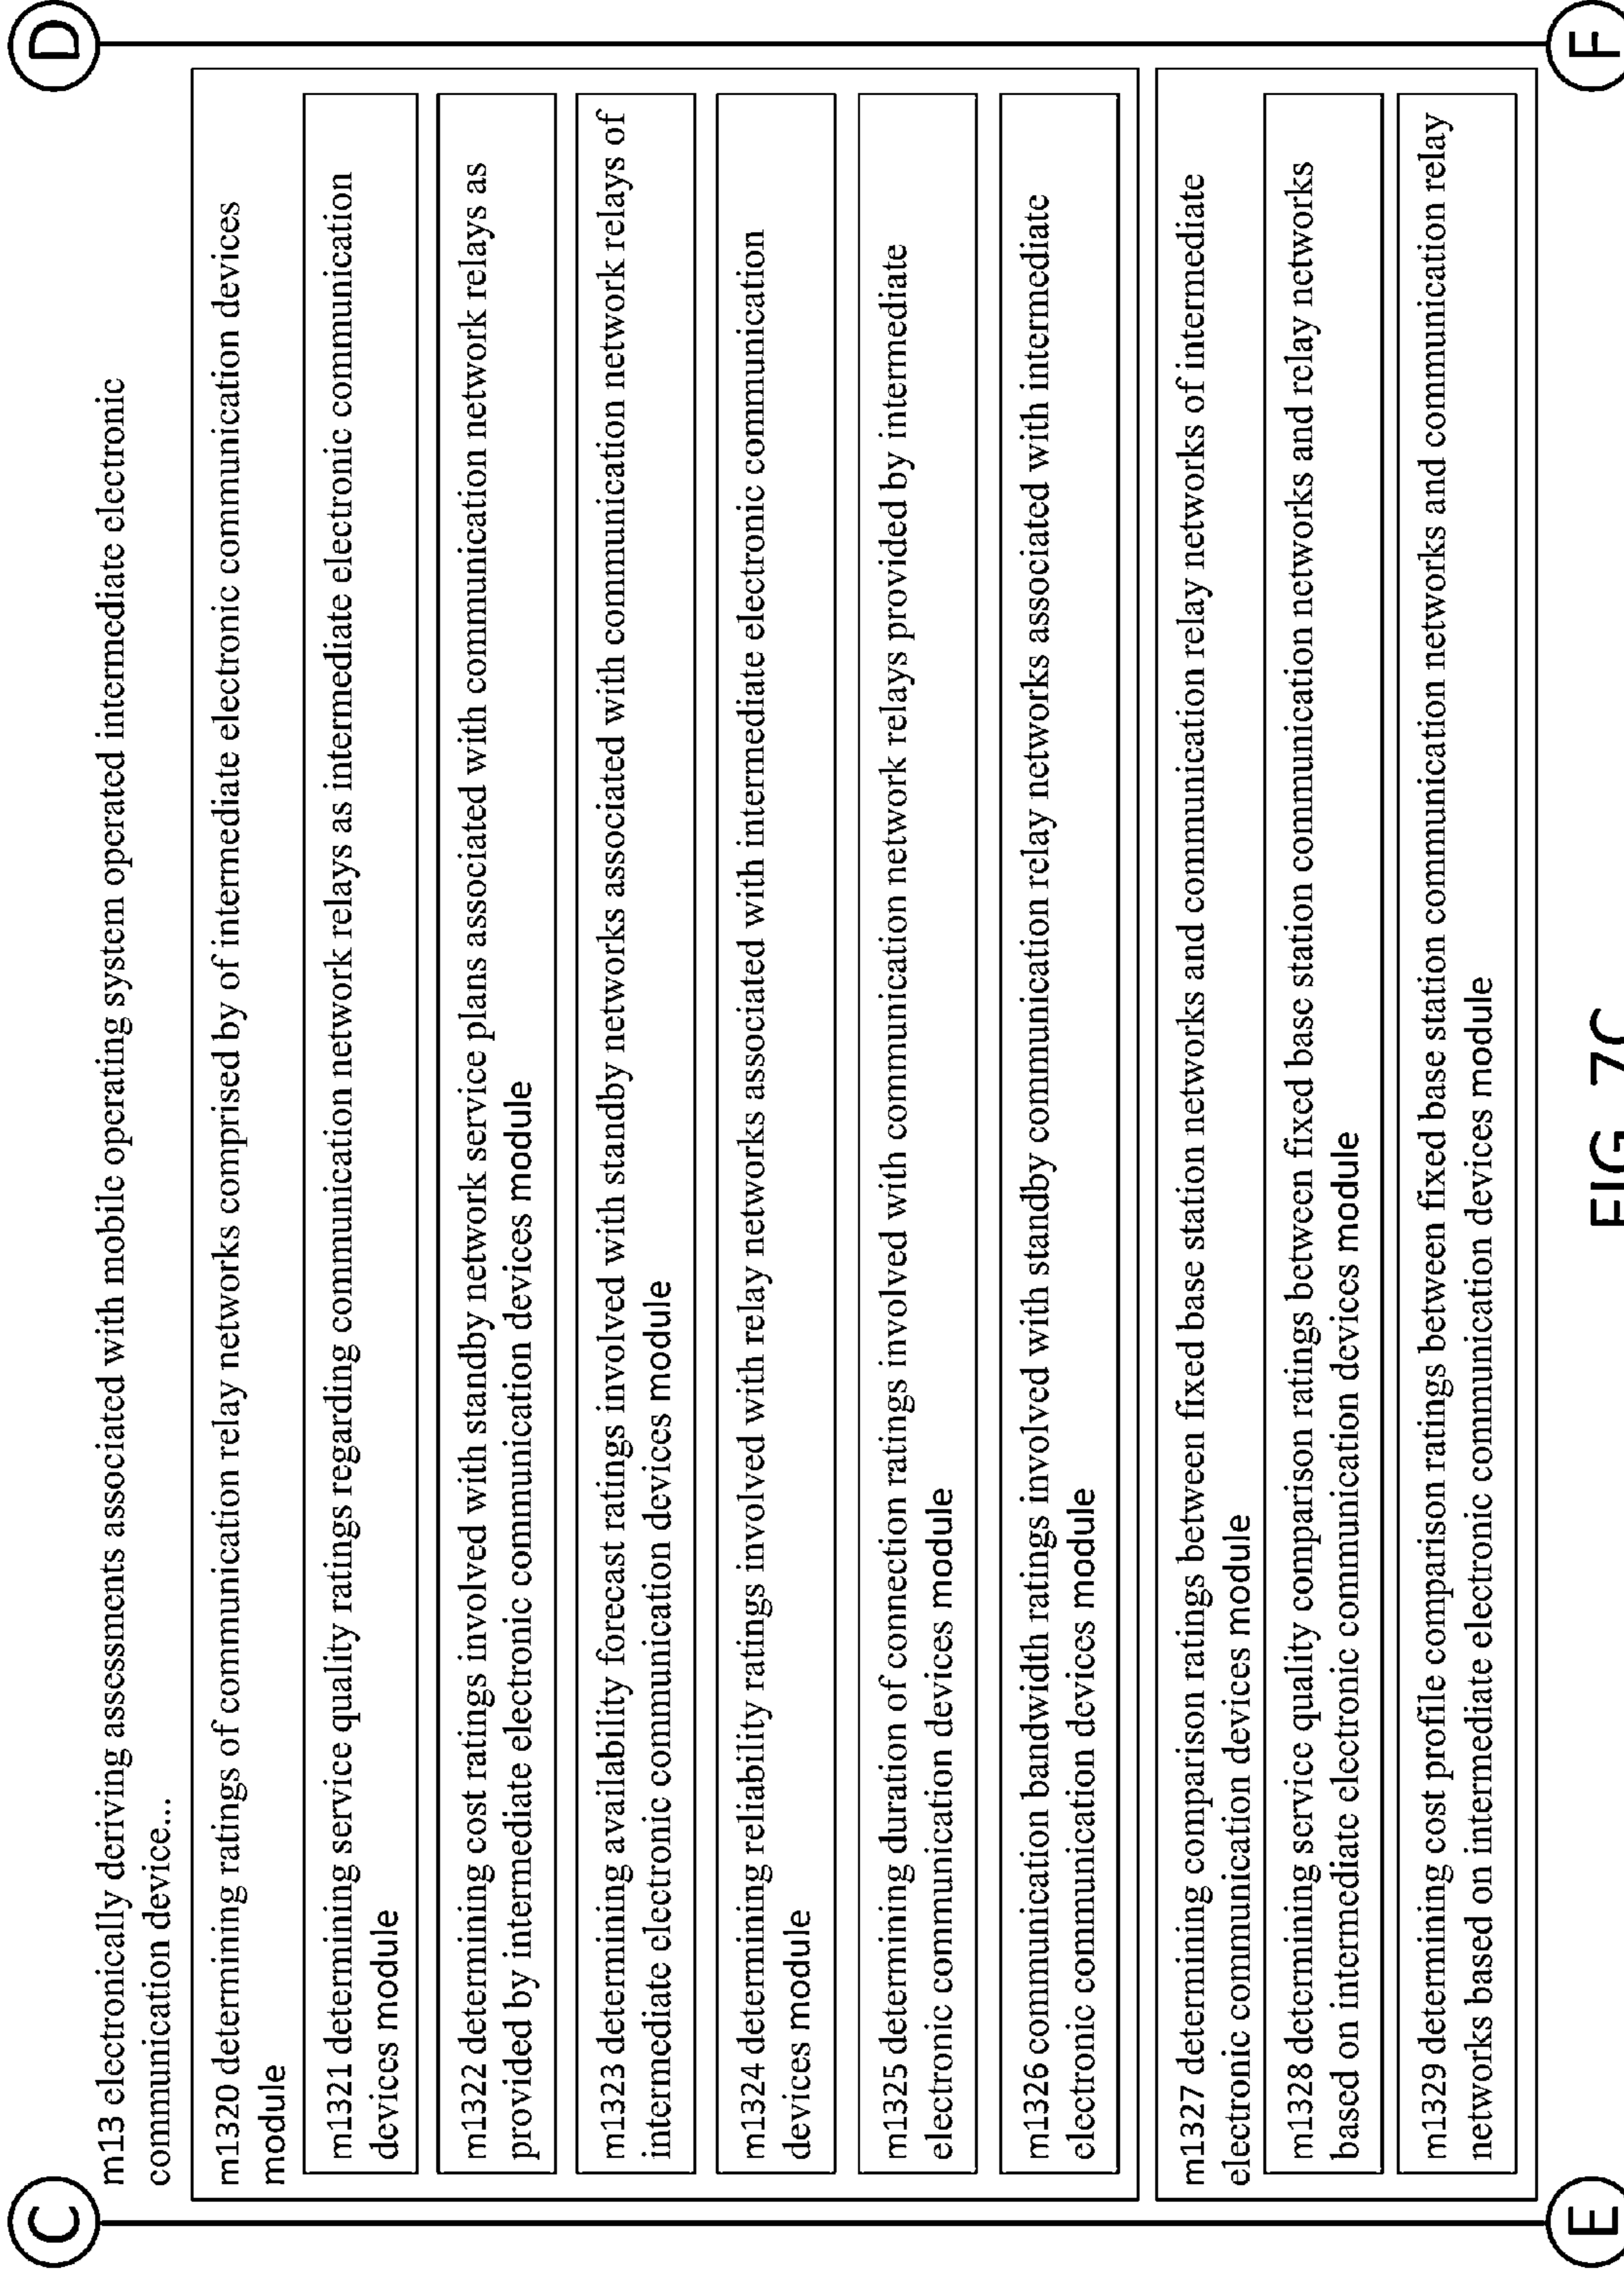 C
D
m13 electronically deriving assessments associated with mobile operating system operated intermediate electronic
communication device...
m1320 determining ratings of communication relay networks comprised by of intermediate electronic communication devices
module
m1321 determining service quality ratings regarding communication network relays as intermediate electronic communication
devices module
m1322 determining cost ratings involved with standby network service plans associated with communication network relays as
provided by intermediate electronic communication devices module
m1323 determining availability forecast ratings involved with standby networks associated with communication network relays of
intermediate electronic communication devices module
m1324 determining reliability ratings involved with relay networks associated with intermediate electronic communication
devices module
m1325 determining duration of connection ratings involved with communication network relays provided by intermediate
electronic communication devices module
m1326 communication bandwidth ratings involved with standby communication relay networks associated with intermediate
electronic communication devices module
m1327 determining comparison ratings between fixed base station networks and communication relay networks of intermediate
electronic communication devices module
m1328 determining service quality comparison ratings between fixed base station communication networks and relay networks
based on intermediate electronic communication devices module
m1329 determining cost profile comparison ratings between fixed base station communication networks and communication relay
networks based on intermediate electronic communication devices module
E
F
FIG. 7C